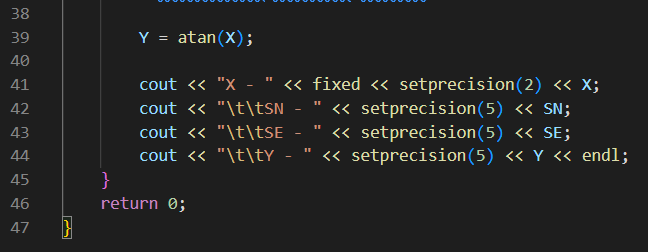 38
39 Y = atan(X);
40
41 cout << "X - " << fixed << setprecision(2) << X;
42 cout << "\t\tSN - " << setprecision(5) << SN;
43 cout << "\t\tSE - " << setprecision(5) << SE;
44 cout << "\t\tY - " << setprecision(5) << Y << endl;
45 }
46 return 0;
47 }